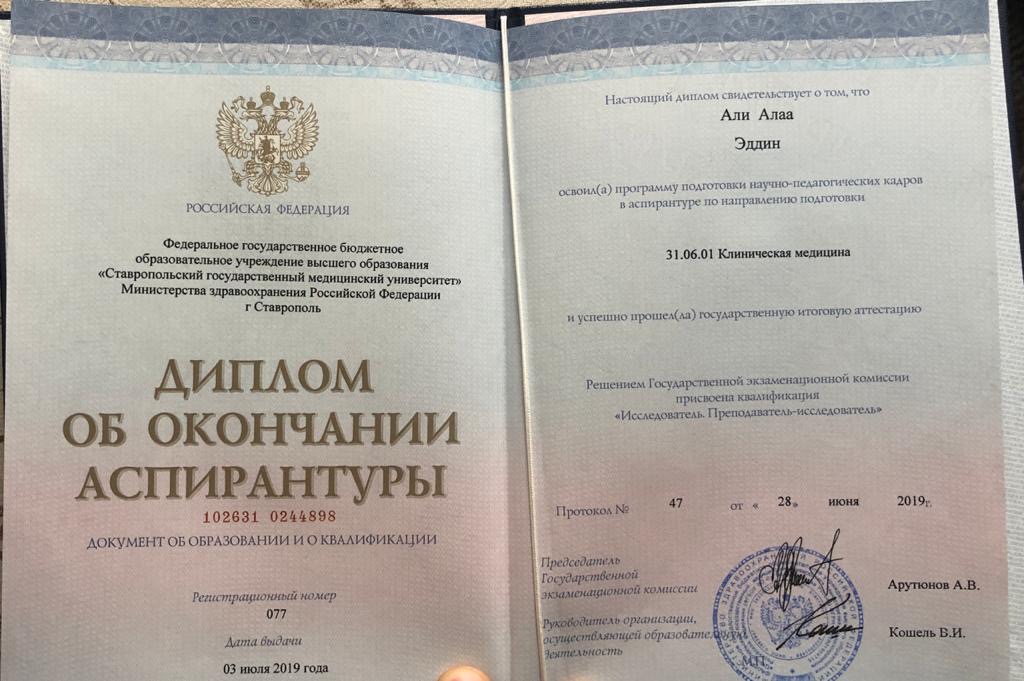 РОССИЙСКАЯ ФЕДЕРАЦИЯ
Федеральное государственное бюджетное
образовательное учреждение высшего образования
«Ставропольский государственный медицинский университет»
Министерства здравоохранения Российской Федерации
г Ставрополь
ДИПЛОМ
ОБ ОКОНЧАНИИ
АСПИРАНТУРЫ
102631 0244898
ДОКУМЕНТ ОБ ОБРАЗОВАНИИ И О КВАЛИФИКАЦИИ
Регистрационный номер
077
Дата выдачи
03 июля 2019 года
Настоящий диплом свидетельствует о том, что
Али Алаа
Эддин
освоил(а) программу подготовки научно-педагогических кадров
в аспирантуре по направлению подготовки
31.06.01 Клиническая медицина
и успешно прошел(ла) государственную итоговую аттестацию
Решением Государственной экзаменационной комиссии
присвоена квалификация
«Исследователь. Преподаватель-исследователь»
Протокол № 47 от « 28» июня 2019г.
Председатель
Государственной
экзаменационной комиссии
Арутюнов А.В.
Руководитель организации,
осуществляющей образовательную
деятельность
Кошель В.И.
М.П.